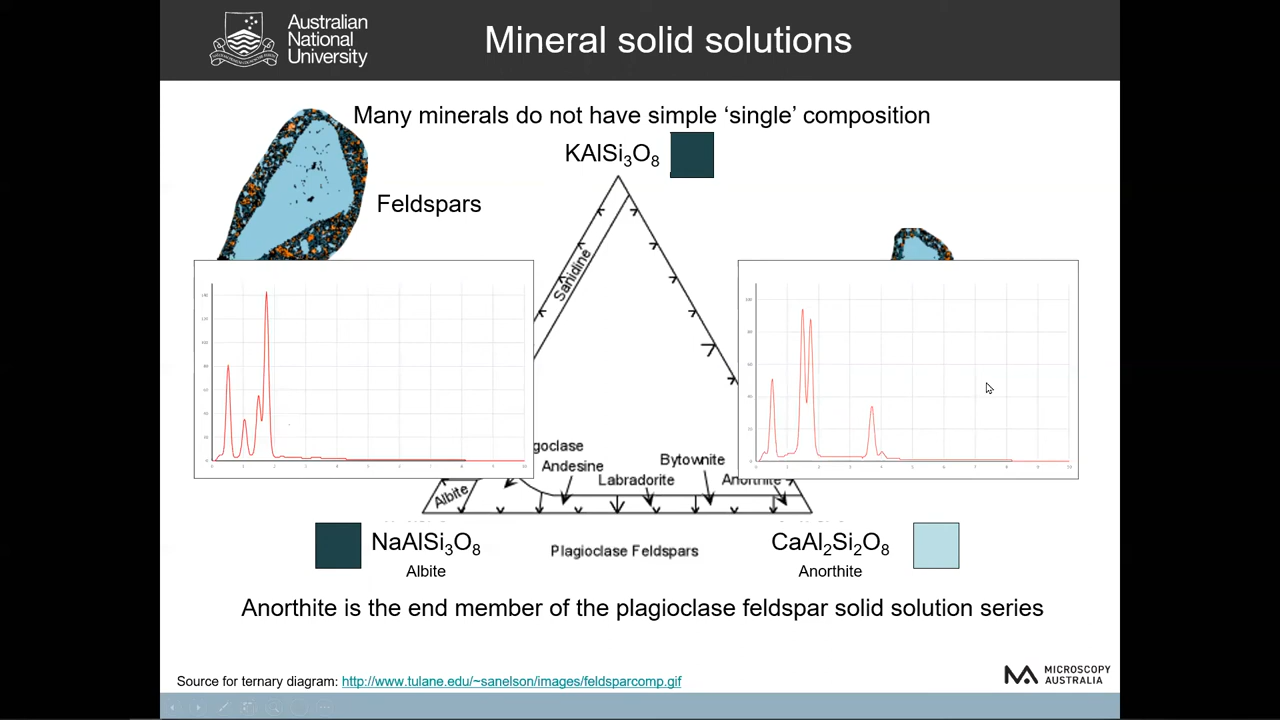 Australian
National
University
Mineral solid solutions
Many minerals do not have simple ‘single’ composition
KAlSi₃O₈
Feldspars
Sanidine
goclase
Andesine
Labradorite
Bytownite
Anorthite
Albite
NaAlSi₃O₈
Albite
Plagioclase Feldspars
CaAl₂Si₂O₈
Anorthite
Anorthite is the end member of the plagioclase feldspar solid solution series
Source for ternary diagram: http://www.tulane.edu/~sanelson/images/feldsparcomp.gif
MICROSCOPY
AUSTRALIA